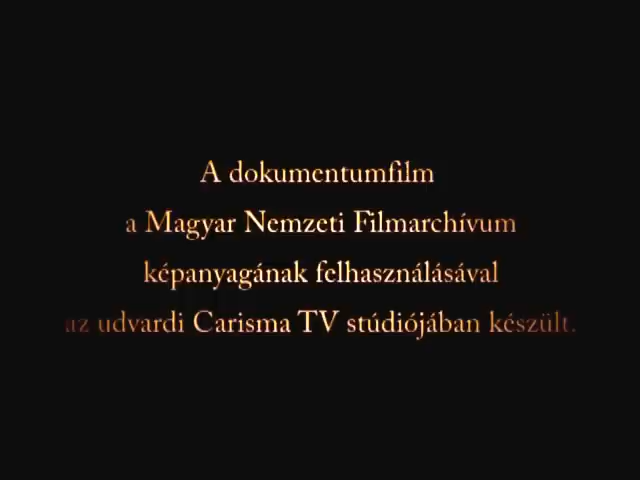 A dokumentumfilm
a Magyar Nemzeti Filmarchívum
képanyagának felhasználásával
az udvardi Carisma TV stúdiójában készült.